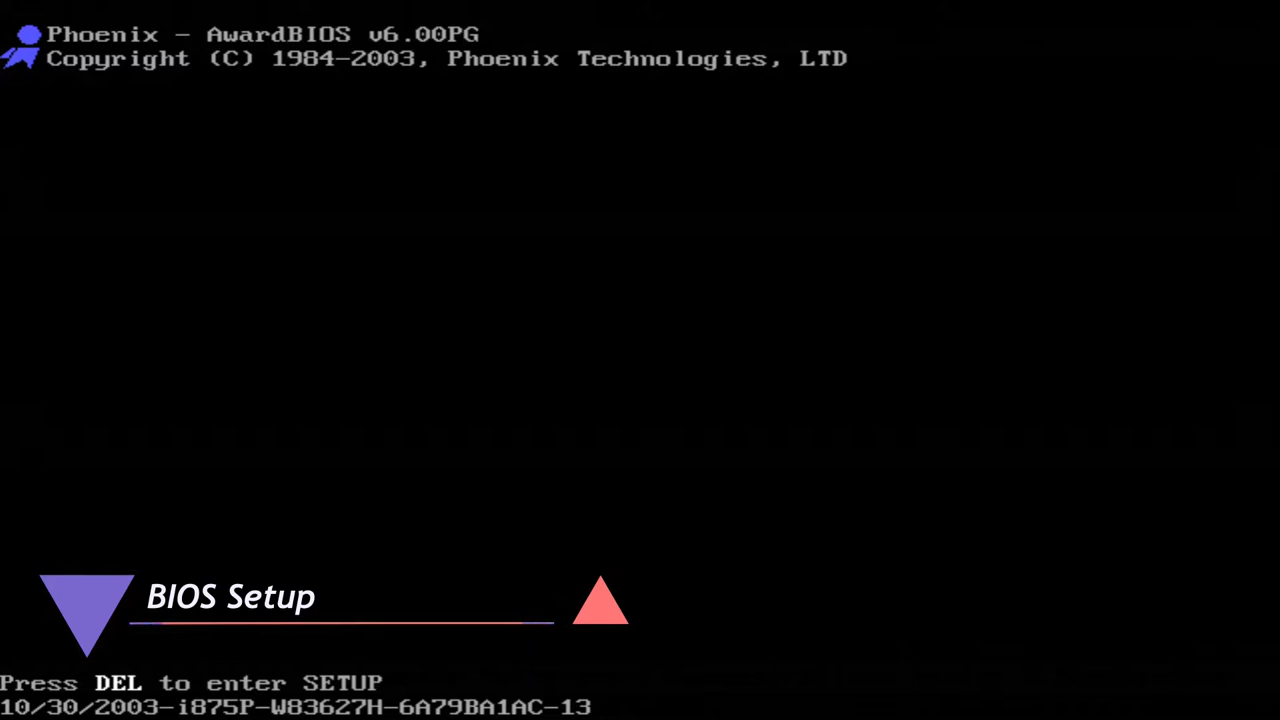 Phoenix - AwardBIOS v6.00PG
Copyright (C) 1984-2003, Phoenix Technologies, LTD
BIOS Setup
Press DEL to enter SETUP
10/30/2003-i875P-W83627H-6A79BA1AC-13